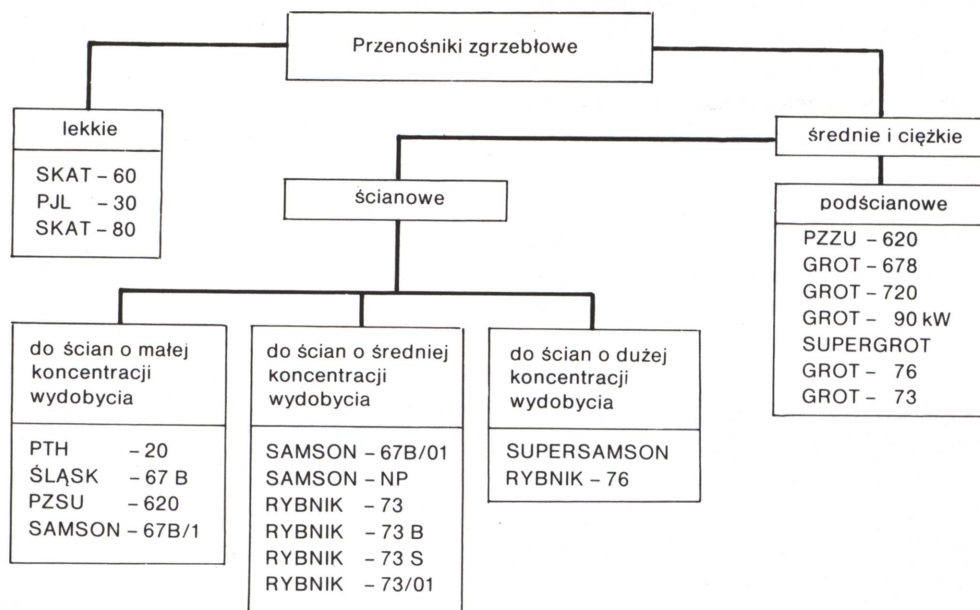 Przenośniki zgrzebłowe
lekkie
SKAT – 60
PJL – 30
SKAT – 80
średnie i ciężkie
ścianowe
podścianowe
PZZU – 620
GROT – 678
GROT – 720
GROT – 90 kW
SUPERGROT
GROT – 76
GROT – 73
do ścian o małej
koncentracji
wydobycia
PTH – 20
ŚLĄSK – 67 B
PZSU – 620
SAMSON – 67B/1
do ścian o średniej
koncentracji
wydobycia
SAMSON – 67B/01
SAMSON – NP
RYBNIK – 73
RYBNIK – 73 B
RYBNIK – 73 S
RYBNIK – 73/01
do ścian o dużej
koncentracji
wydobycia
SUPERSAMSON
RYBNIK – 76